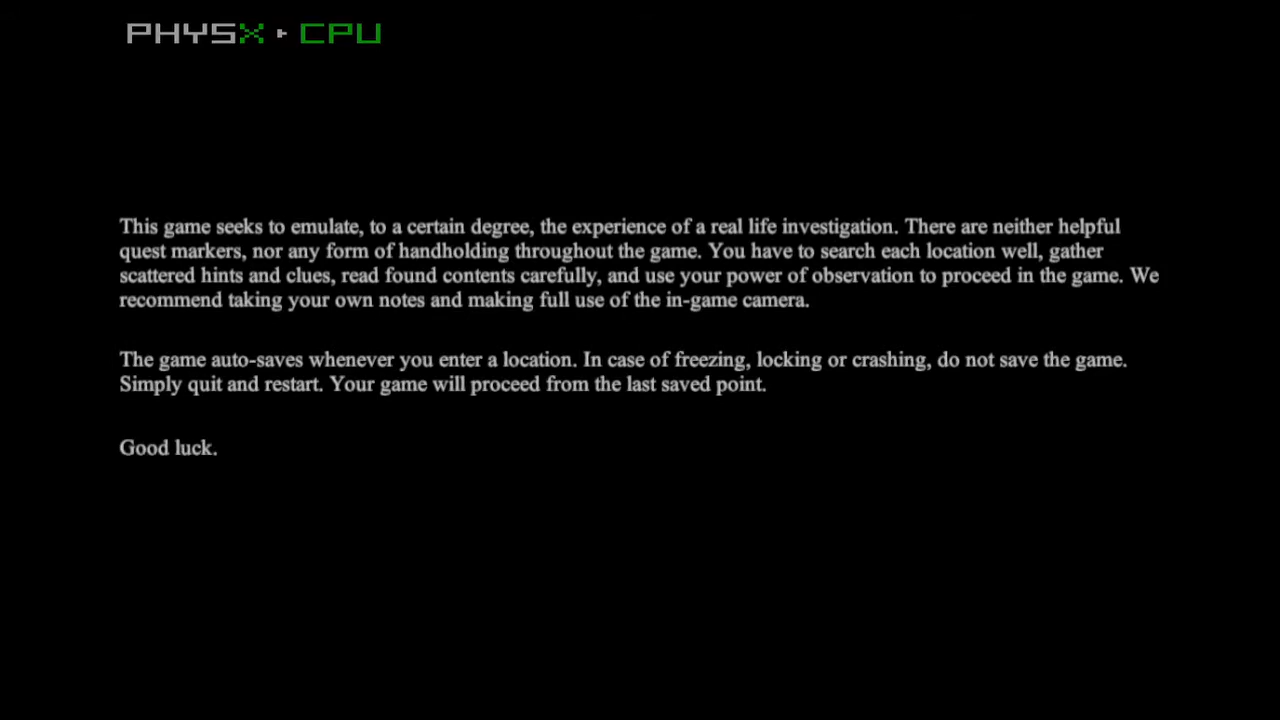 PHYSX ▸ CPU
This game seeks to emulate, to a certain degree, the experience of a real life investigation. There are neither helpful
quest markers, nor any form of handholding throughout the game. You have to search each location well, gather
scattered hints and clues, read found contents carefully, and use your power of observation to proceed in the game. We
recommend taking your own notes and making full use of the in-game camera.
The game auto-saves whenever you enter a location. In case of freezing, locking or crashing, do not save the game.
Simply quit and restart. Your game will proceed from the last saved point.
Good luck.